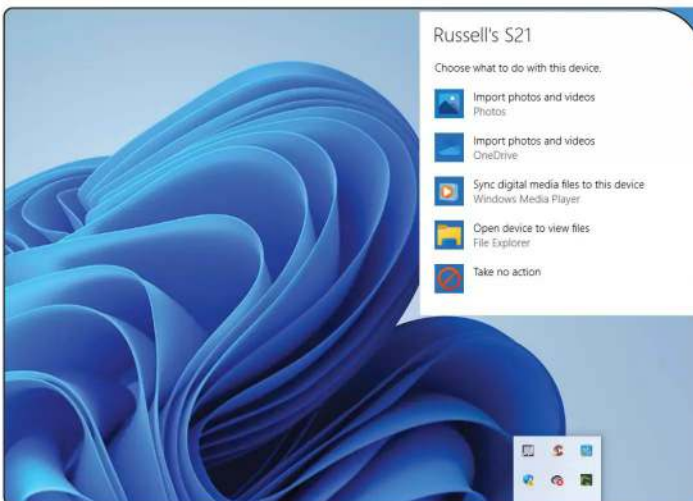 Russell's S21
Choose what to do with this device.
Import photos and videos
Photos
Import photos and videos
OneDrive
Sync digital media files to this device
Windows Media Player
Open device to view files
File Explorer
Take no action